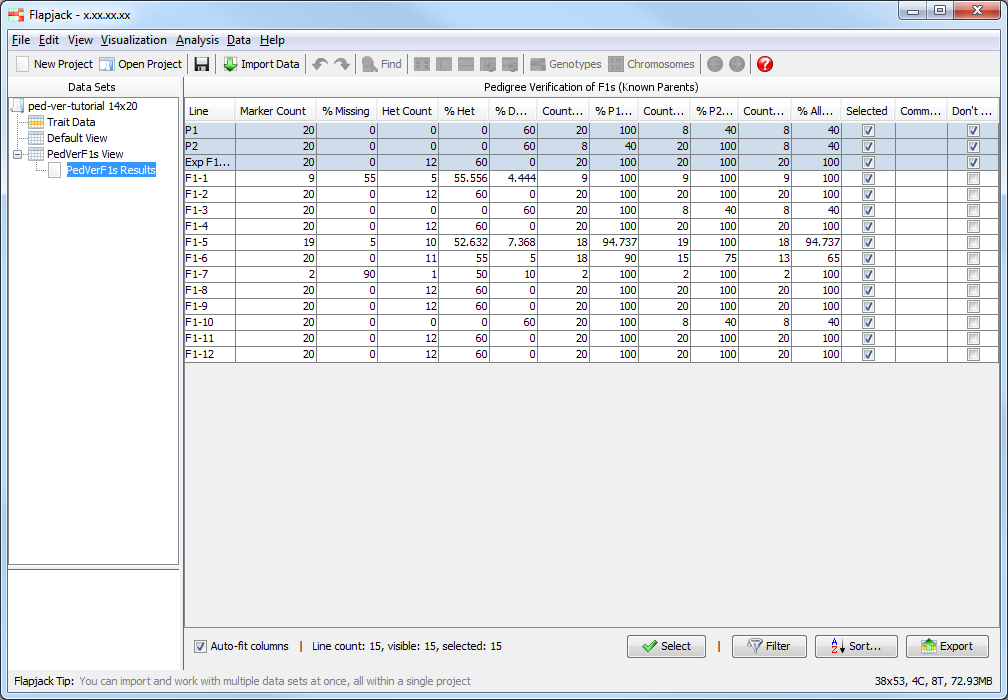 Flapjack - x.xx.xx.xx
File Edit View Visualization Analysis Data Help
New Project Open Project Import Data Find Genotypes Chromosomes
Data Sets
ped-ver-tutorial 14x20
Trait Data
Default View
PedVerF1s View
PedVerF1s Results
Pedigree Verification of F1s (Known Parents)
Line Marker Count % Missing Het Count % Het % D... Count... % P1... Count... % P2... Count... % All... Selected Comm... Don't ...
P1 20 0 0 0 60 20 100 8 40 8 40
P2 20 0 0 0 60 8 40 20 100 8 40
Exp F1... 20 0 12 60 0 20 100 20 100 20 100
F1-1 9 55 5 55.556 4.444 9 100 9 100 9 100
F1-2 20 0 12 60 0 20 100 20 100 20 100
F1-3 20 0 0 0 60 20 100 8 40 8 40
F1-4 20 0 12 60 0 20 100 20 100 20 100
F1-5 19 5 10 52.632 7.368 18 94.737 19 100 18 94.737
F1-6 20 0 11 55 5 18 90 15 75 13 65
F1-7 2 90 1 50 10 2 100 2 100 2 100
F1-8 20 0 12 60 0 20 100 20 100 20 100
F1-9 20 0 12 60 0 20 100 20 100 20 100
F1-10 20 0 0 0 60 20 100 8 40 8 40
F1-11 20 0 12 60 0 20 100 20 100 20 100
F1-12 20 0 12 60 0 20 100 20 100 20 100
Auto-fit columns | Line count: 15, visible: 15, selected: 15 Select | Filter Sort... Export
Flapjack Tip: You can import and work with multiple data sets at once, all within a single project 38x53, 4C, 8T, 72.93MB